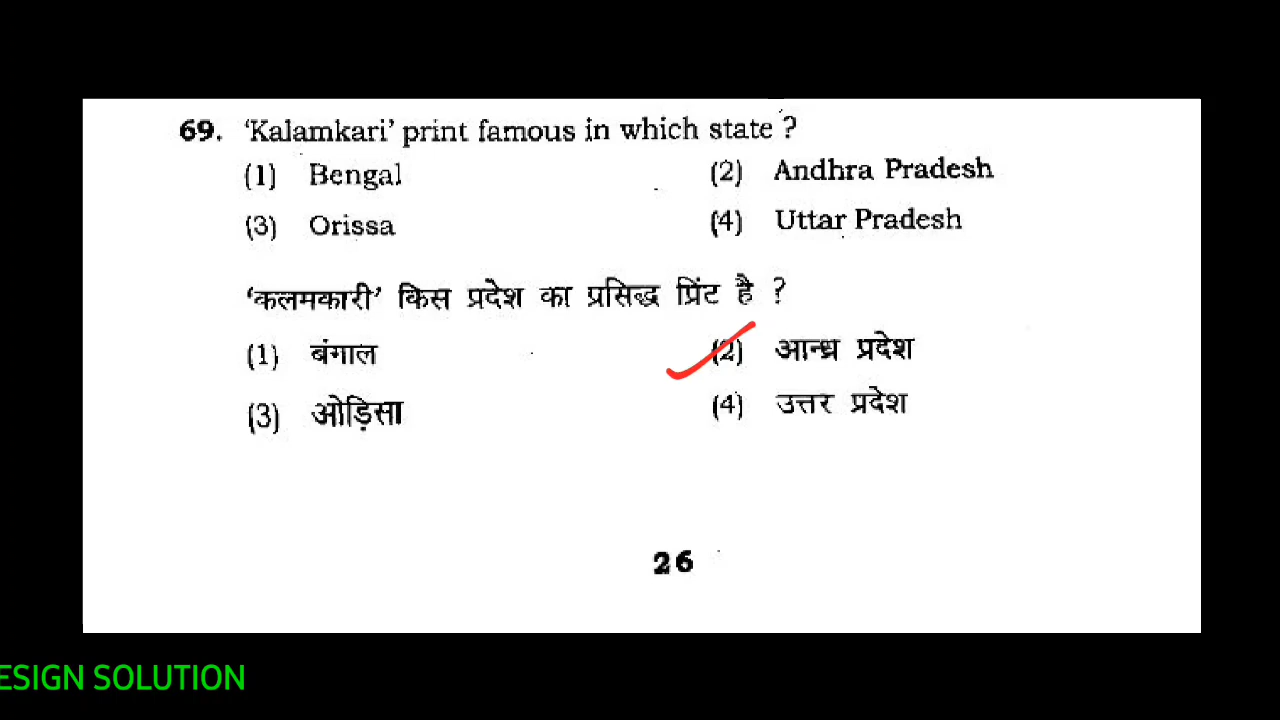 69. 'Kalamkari' print famous in which state ?
(1) Bengal (2) Andhra Pradesh
(3) Orissa (4) Uttar Pradesh
'कलमकारी' किस प्रदेश का प्रसिद्ध प्रिंट है ?
(1) बंगाल (2) आन्ध्र प्रदेश
(3) ओड़िसा (4) उत्तर प्रदेश
26
ESIGN SOLUTION